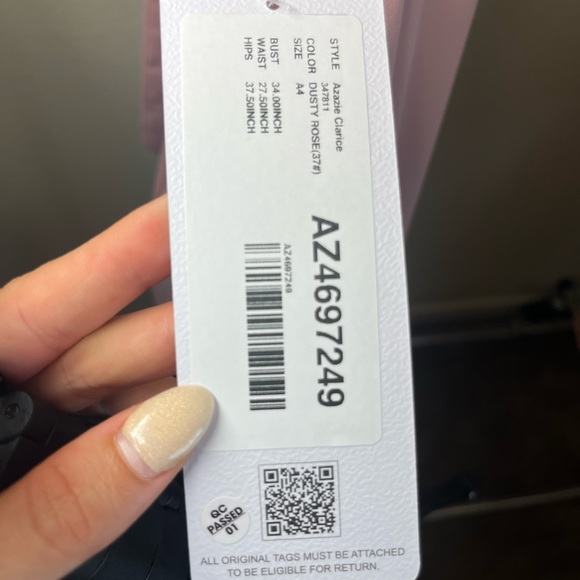 STYLE Azazie Clarice
347811
COLOR DUSTY ROSE(37#)
SIZE A4
BUST 34.00INCH
WAIST 27.50INCH
HIPS 37.50INCH
AZ4697249
AZ4697249
QC
PASSED
01
ALL ORIGINAL TAGS MUST BE ATTACHED
TO BE ELIGIBLE FOR RETURN.